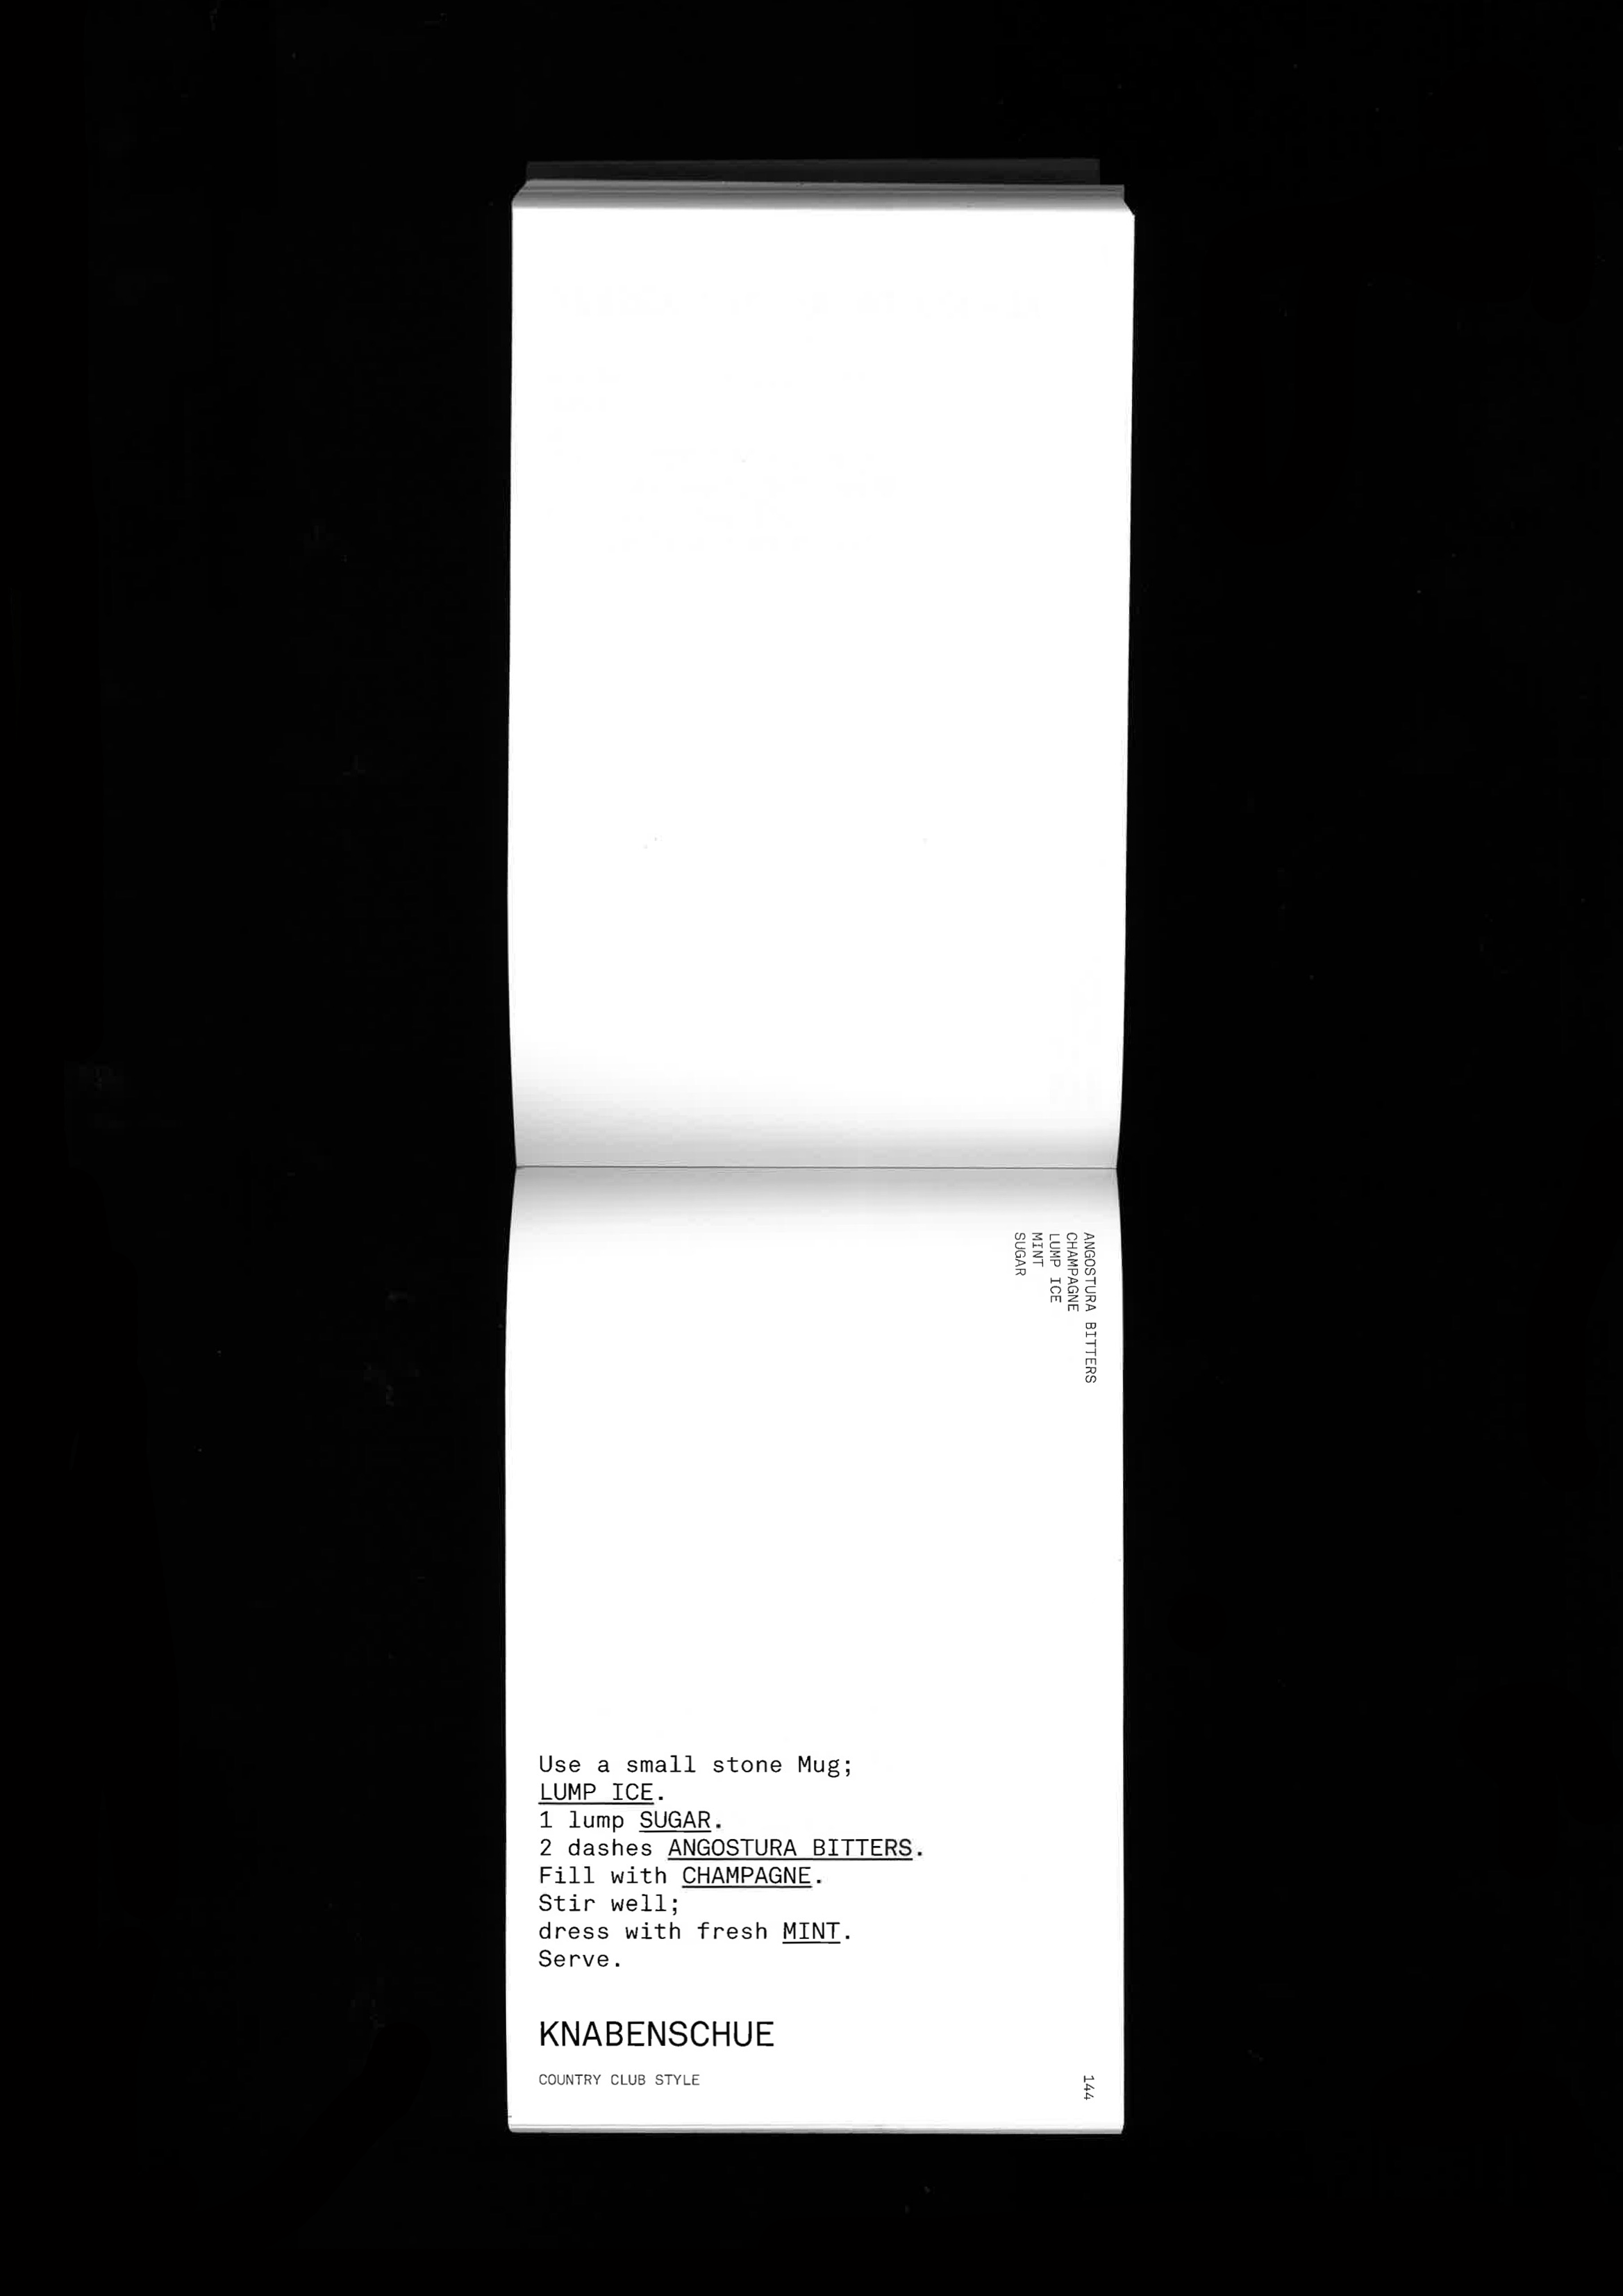 ANGOSTURA BITTERS
CHAMPAGNE
LUMP ICE
MINT
SUGAR
Use a small stone Mug;
LUMP ICE.
1 lump SUGAR.
2 dashes ANGOSTURA BITTERS.
Fill with CHAMPAGNE.
Stir well;
dress with fresh MINT.
Serve.
KNABENSCHUE
COUNTRY CLUB STYLE
144